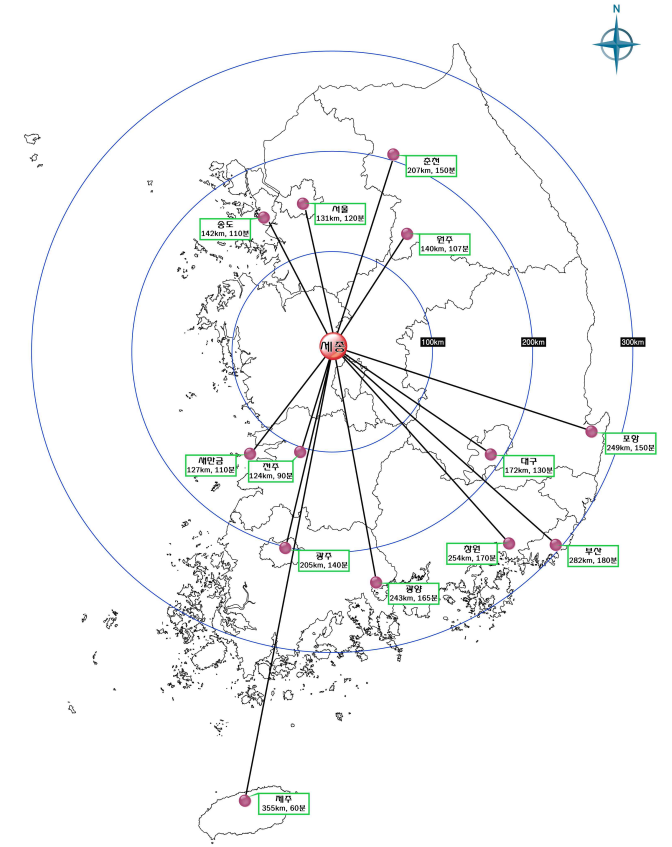 N
춘천
207km, 150분
서울
131km, 120분
송도
142km, 110분
원주
140km, 107분
세종
100km
200km
300km
포항
249km, 150분
대구
172km, 130분
새만금
127km, 110분
전주
124km, 90분
창원
254km, 170분
부산
282km, 180분
광주
205km, 140분
광양
243km, 165분
제주
355km, 60분